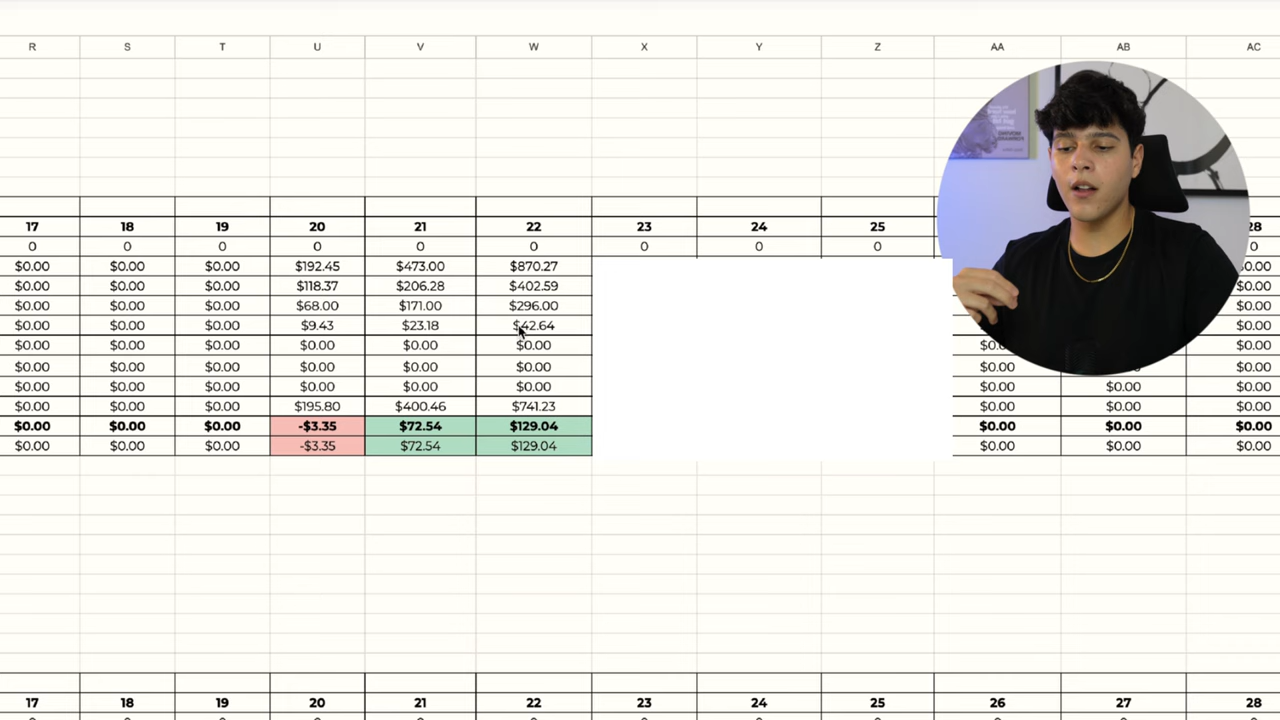 R S T U V W X Y Z AA AB AC
17 18 19 20 21 22 23 24 25 28
0 0 0 0 0 0 0 0 0 0
$0.00 $0.00 $0.00 $192.45 $473.00 $870.27
$0.00 $0.00 $0.00 $118.37 $206.28 $402.59 $0.00
$0.00 $0.00 $0.00 $68.00 $171.00 $296.00 $0.00
$0.00 $0.00 $0.00 $9.43 $23.18 $42.64 $0.00
$0.00 $0.00 $0.00 $0.00 $0.00 $0.00 $0.00
$0.00 $0.00 $0.00 $0.00 $0.00 $0.00 $0.00 $0.00 $0.00
$0.00 $0.00 $0.00 $0.00 $0.00 $0.00 $0.00 $0.00 $0.00
$0.00 $0.00 $0.00 $195.80 $400.46 $741.23 $0.00 $0.00 $0.00
$0.00 $0.00 $0.00 -$3.35 $72.54 $129.04 $0.00 $0.00 $0.00
$0.00 $0.00 $0.00 -$3.35 $72.54 $129.04 $0.00 $0.00 $0.00
17 18 19 20 21 22 23 24 25 26 27 28